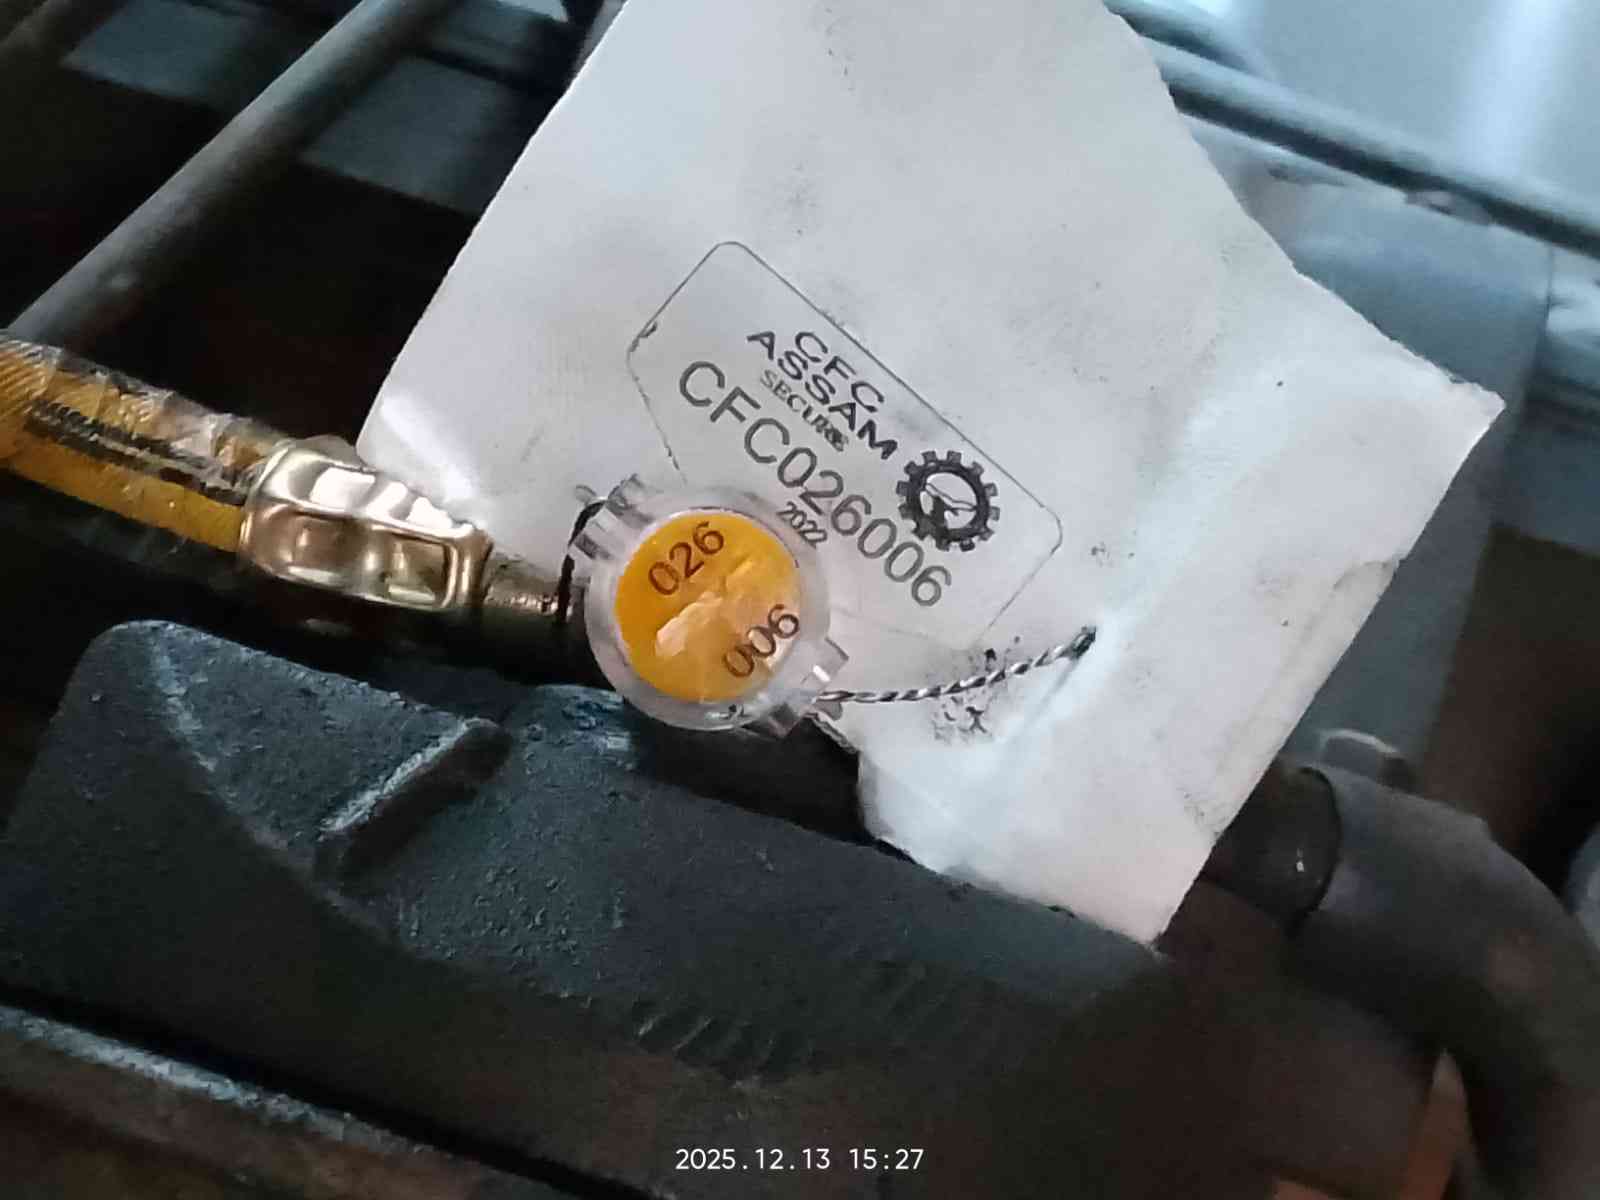 CFC
ASSAM
SECURE
CFC026006
2022
026
006
2025.12.13 15:27